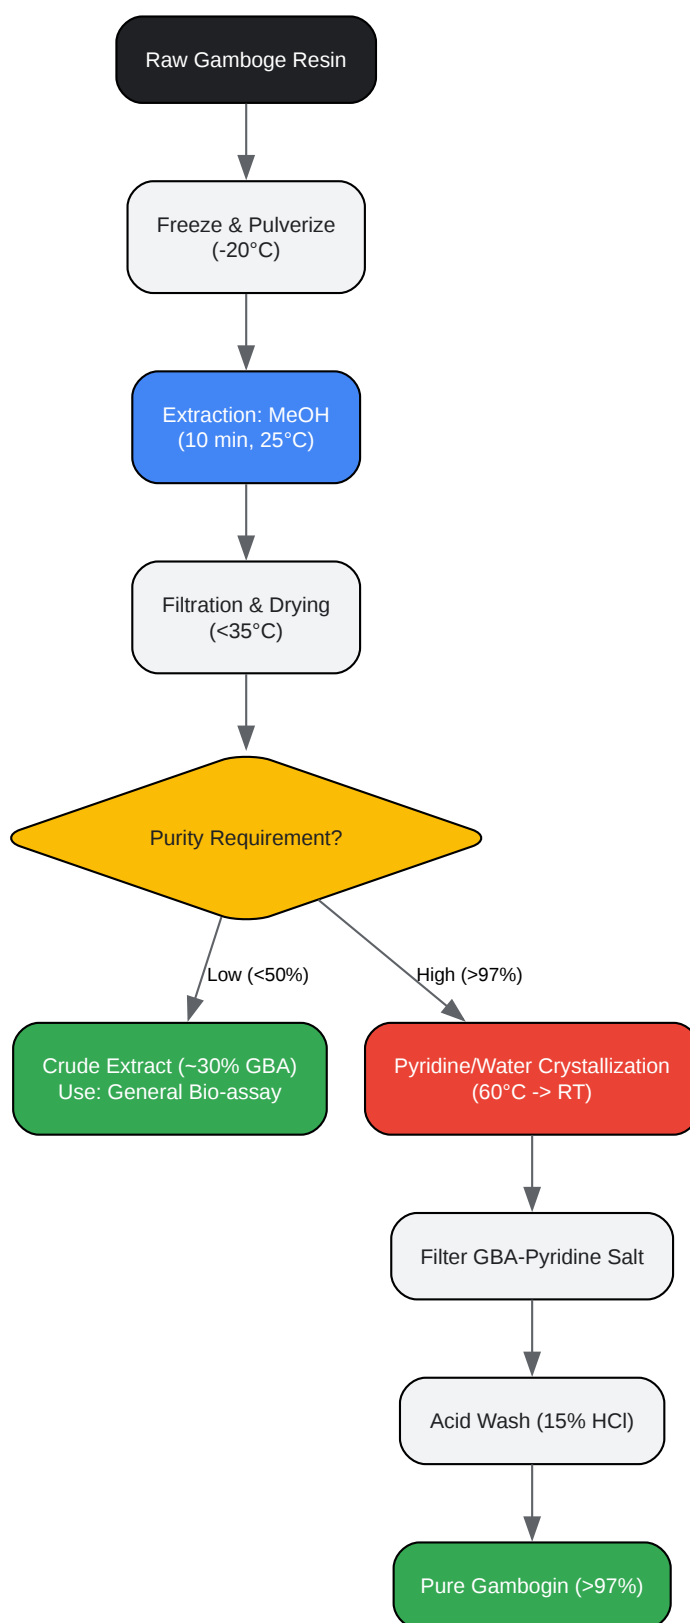 Raw Gamboge Resin
Freeze & Pulverize
(-20°C)
Extraction: MeOH
(10 min, 25°C)
Filtration & Drying
(<35°C)
Purity Requirement?
Low (<50%)
High (>97%)
Crude Extract (~30% GBA)
Use: General Bio-assay
Pyridine/Water Crystallization
(60°C -> RT)
Filter GBA-Pyridine Salt
Acid Wash (15% HCl)
Pure Gambogin (>97%)